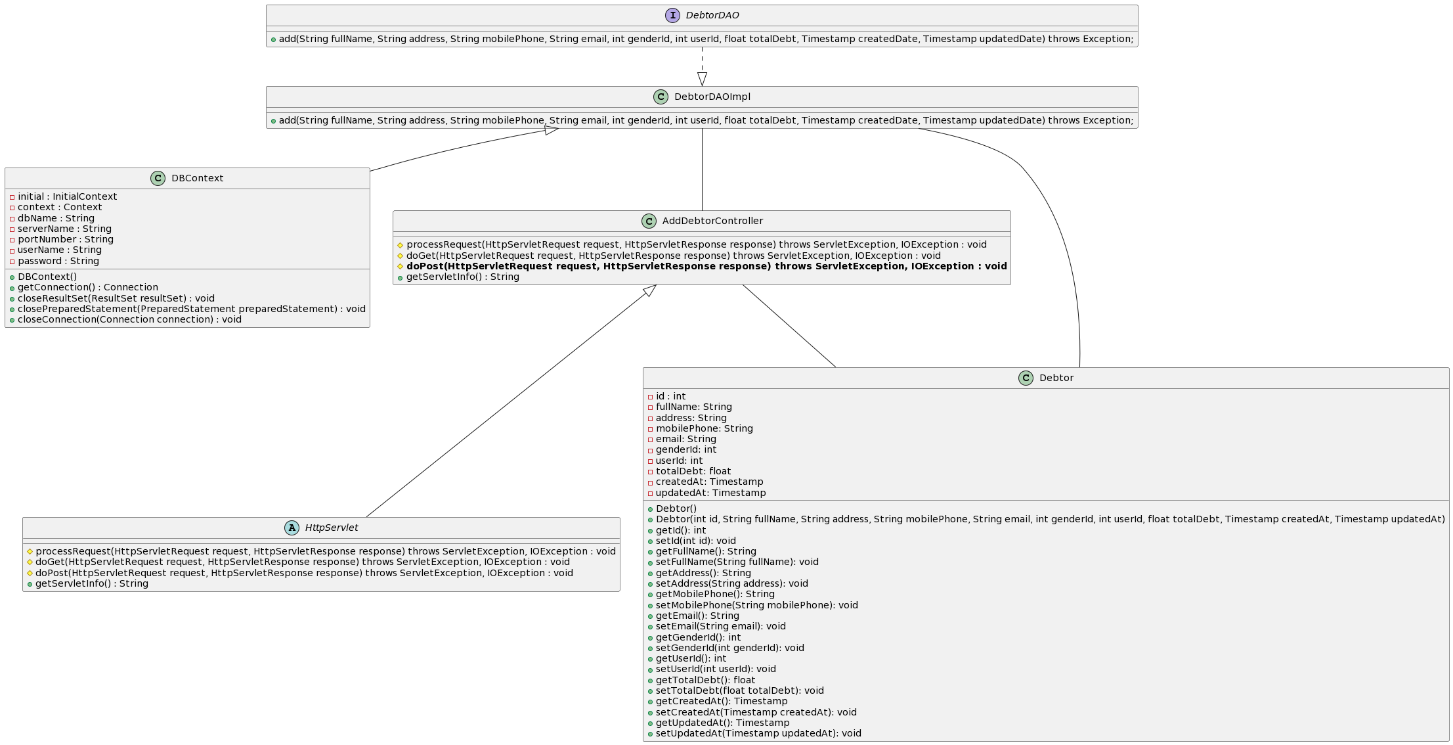 I DebtorDAO
add(String fullName, String address, String mobilePhone, String email, int genderId, int userId, float totalDebt, Timestamp createdDate, Timestamp updatedDate) throws Exception;
C DebtorDAOImpl
add(String fullName, String address, String mobilePhone, String email, int genderId, int userId, float totalDebt, Timestamp createdDate, Timestamp updatedDate) throws Exception;
C DBContext
initial : InitialContext
context : Context
dbName : String
serverName : String
portNumber : String
userName : String
password : String
DBContext()
getConnection() : Connection
closeResultSet(ResultSet resultSet) : void
closePreparedStatement(PreparedStatement preparedStatement) : void
closeConnection(Connection connection) : void
C AddDebtorController
processRequest(HttpServletRequest request, HttpServletResponse response) throws ServletException, IOException : void
doGet(HttpServletRequest request, HttpServletResponse response) throws ServletException, IOException : void
doPost(HttpServletRequest request, HttpServletResponse response) throws ServletException, IOException : void
getServletInfo() : String
A HttpServlet
processRequest(HttpServletRequest request, HttpServletResponse response) throws ServletException, IOException : void
doGet(HttpServletRequest request, HttpServletResponse response) throws ServletException, IOException : void
doPost(HttpServletRequest request, HttpServletResponse response) throws ServletException, IOException : void
getServletInfo() : String
C Debtor
id : int
fullName: String
address: String
mobilePhone: String
email: String
genderId: int
userId: int
totalDebt: float
createdAt: Timestamp
updatedAt: Timestamp
Debtor()
Debtor(int id, String fullName, String address, String mobilePhone, String email, int genderId, int userId, float totalDebt, Timestamp createdAt, Timestamp updatedAt)
getId(): int
setId(int id): void
getFullName(): String
setFullName(String fullName): void
getAddress(): String
setAddress(String address): void
getMobilePhone(): String
setMobilePhone(String mobilePhone): void
getEmail(): String
setEmail(String email): void
getGenderId(): int
setGenderId(int genderId): void
getUserId(): int
setUserId(int userId): void
getTotalDebt(): float
setTotalDebt(float totalDebt): void
getCreatedAt(): Timestamp
setCreatedAt(Timestamp createdAt): void
getUpdatedAt(): Timestamp
setUpdatedAt(Timestamp updatedAt): void